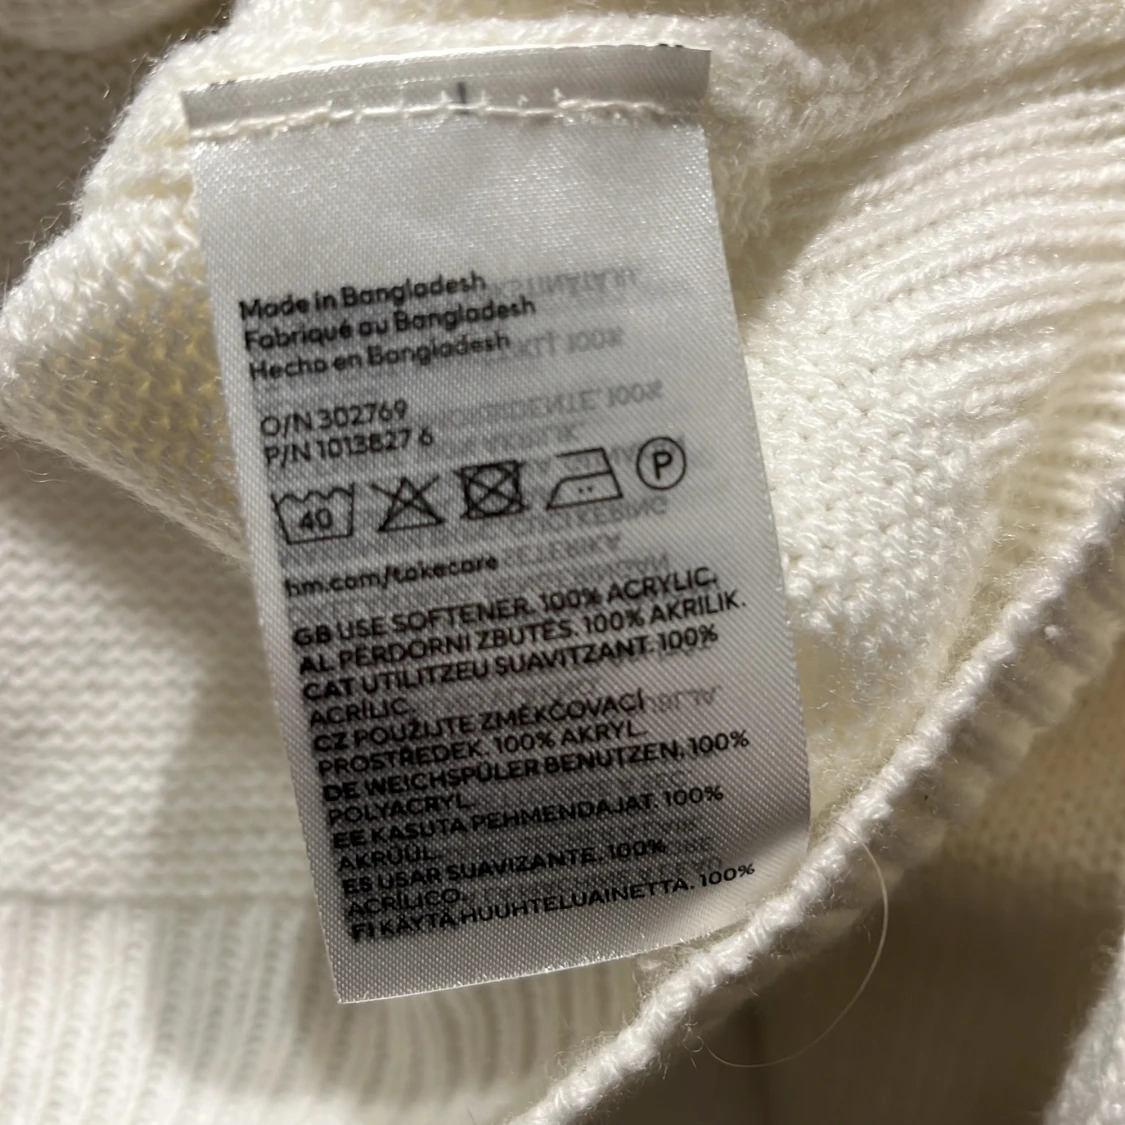 Made in Bangladesh
Fabriqué au Bangladesh
Hecho en Bangladesh
O/N 302769
P/N 1013827 6
40
P
hm.com/takecare
GB USE SOFTENER. 100% ACRYLIC.
AL PERDORNI ZBUTËS. 100% AKRILIK.
CAT UTILITZEU SUAVITZANT. 100%
ACRÍLIC.
CZ POUŽIJTE ZMĚKČOVACÍ
PROSTŘEDEK. 100% AKRYL.
DE WEICHSPÜLER BENUTZEN. 100%
POLYACRYL.
EE KASUTA PEHMENDAJAT. 100%
AKRÜÜL.
ES USAR SUAVIZANTE. 100%
ACRÍLICO.
FI KÄYTÄ HUUHTELUAINETTA. 100%